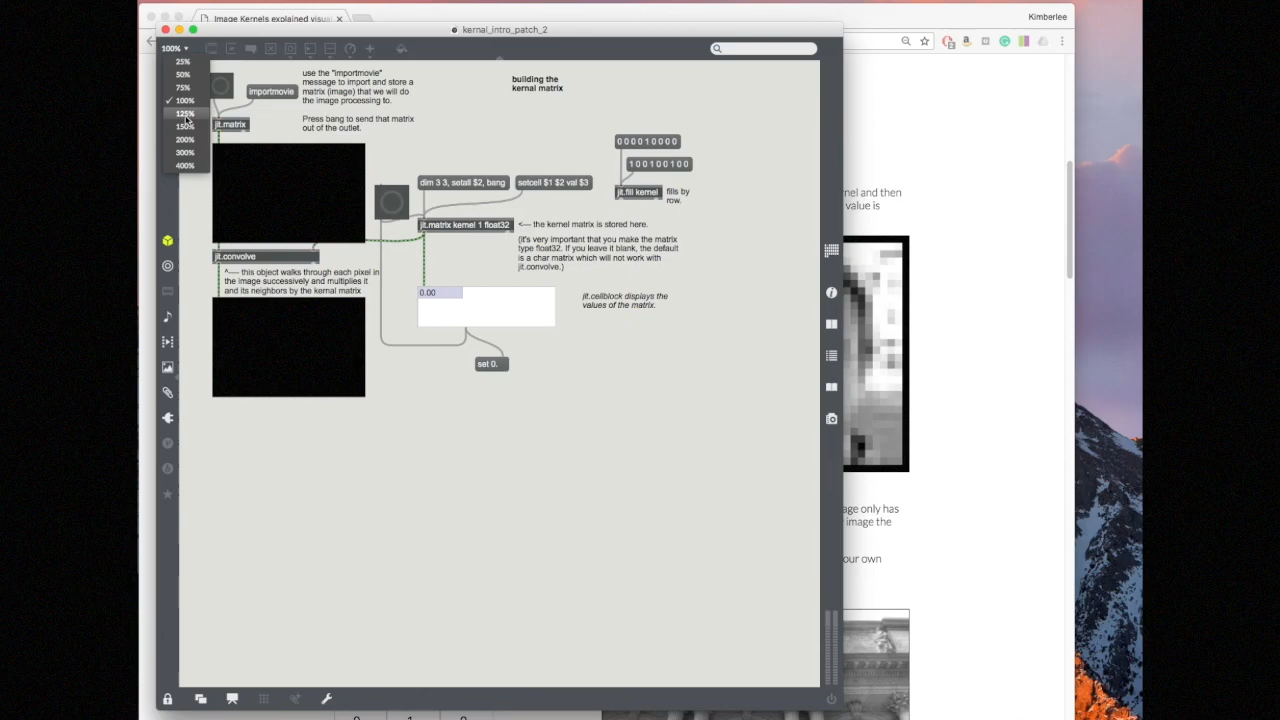 Image Kernels explained visu
Kimberlee
kernal_intro_patch_2
100%
25%
50%
75%
✓ 100%
125%
150%
200%
300%
400%
importmovie
use the "importmovie"
message to import and store a
matrix (image) that we will do
the image processing to.
Press bang to send that matrix
out of the outlet.
building the
kernal matrix
jit.matrix
0 0 0 0 1 0 0 0 0
1 0 0 1 0 0 1 0 0
jit.fill kernel
fills by
row.
dim 3 3, setall $2, bang
setcell $1 $2 val $3
jit.matrix kernel 1 float32
<--- the kernel matrix is stored here.
(it's very important that you make the matrix
type float32. If you leave it blank, the default
is a char matrix which will not work with
jit.convolve.)
jit.convolve
^---- this object walks through each pixel in
the image successively and multiplies it
and its neighbors by the kernal matrix
0.00
jit.cellblock displays the
values of the matrix.
set 0.
nel and then
value is
age only has
image the
our own
0 1 0